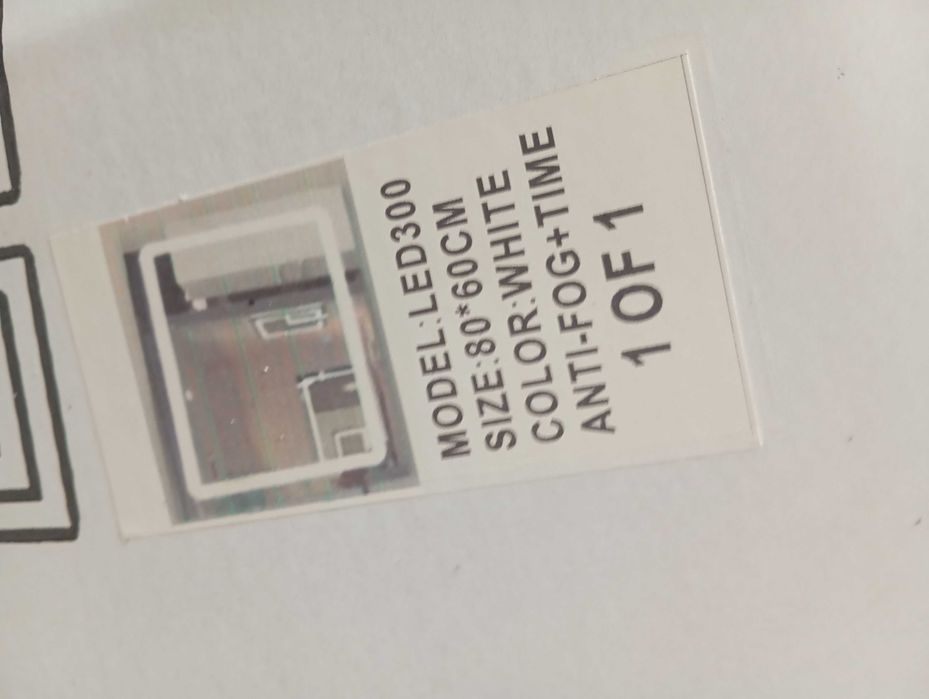 MODEL:LED300
SIZE:80*60CM
COLOR:WHITE
ANTI-FOG+TIME
1 OF 1